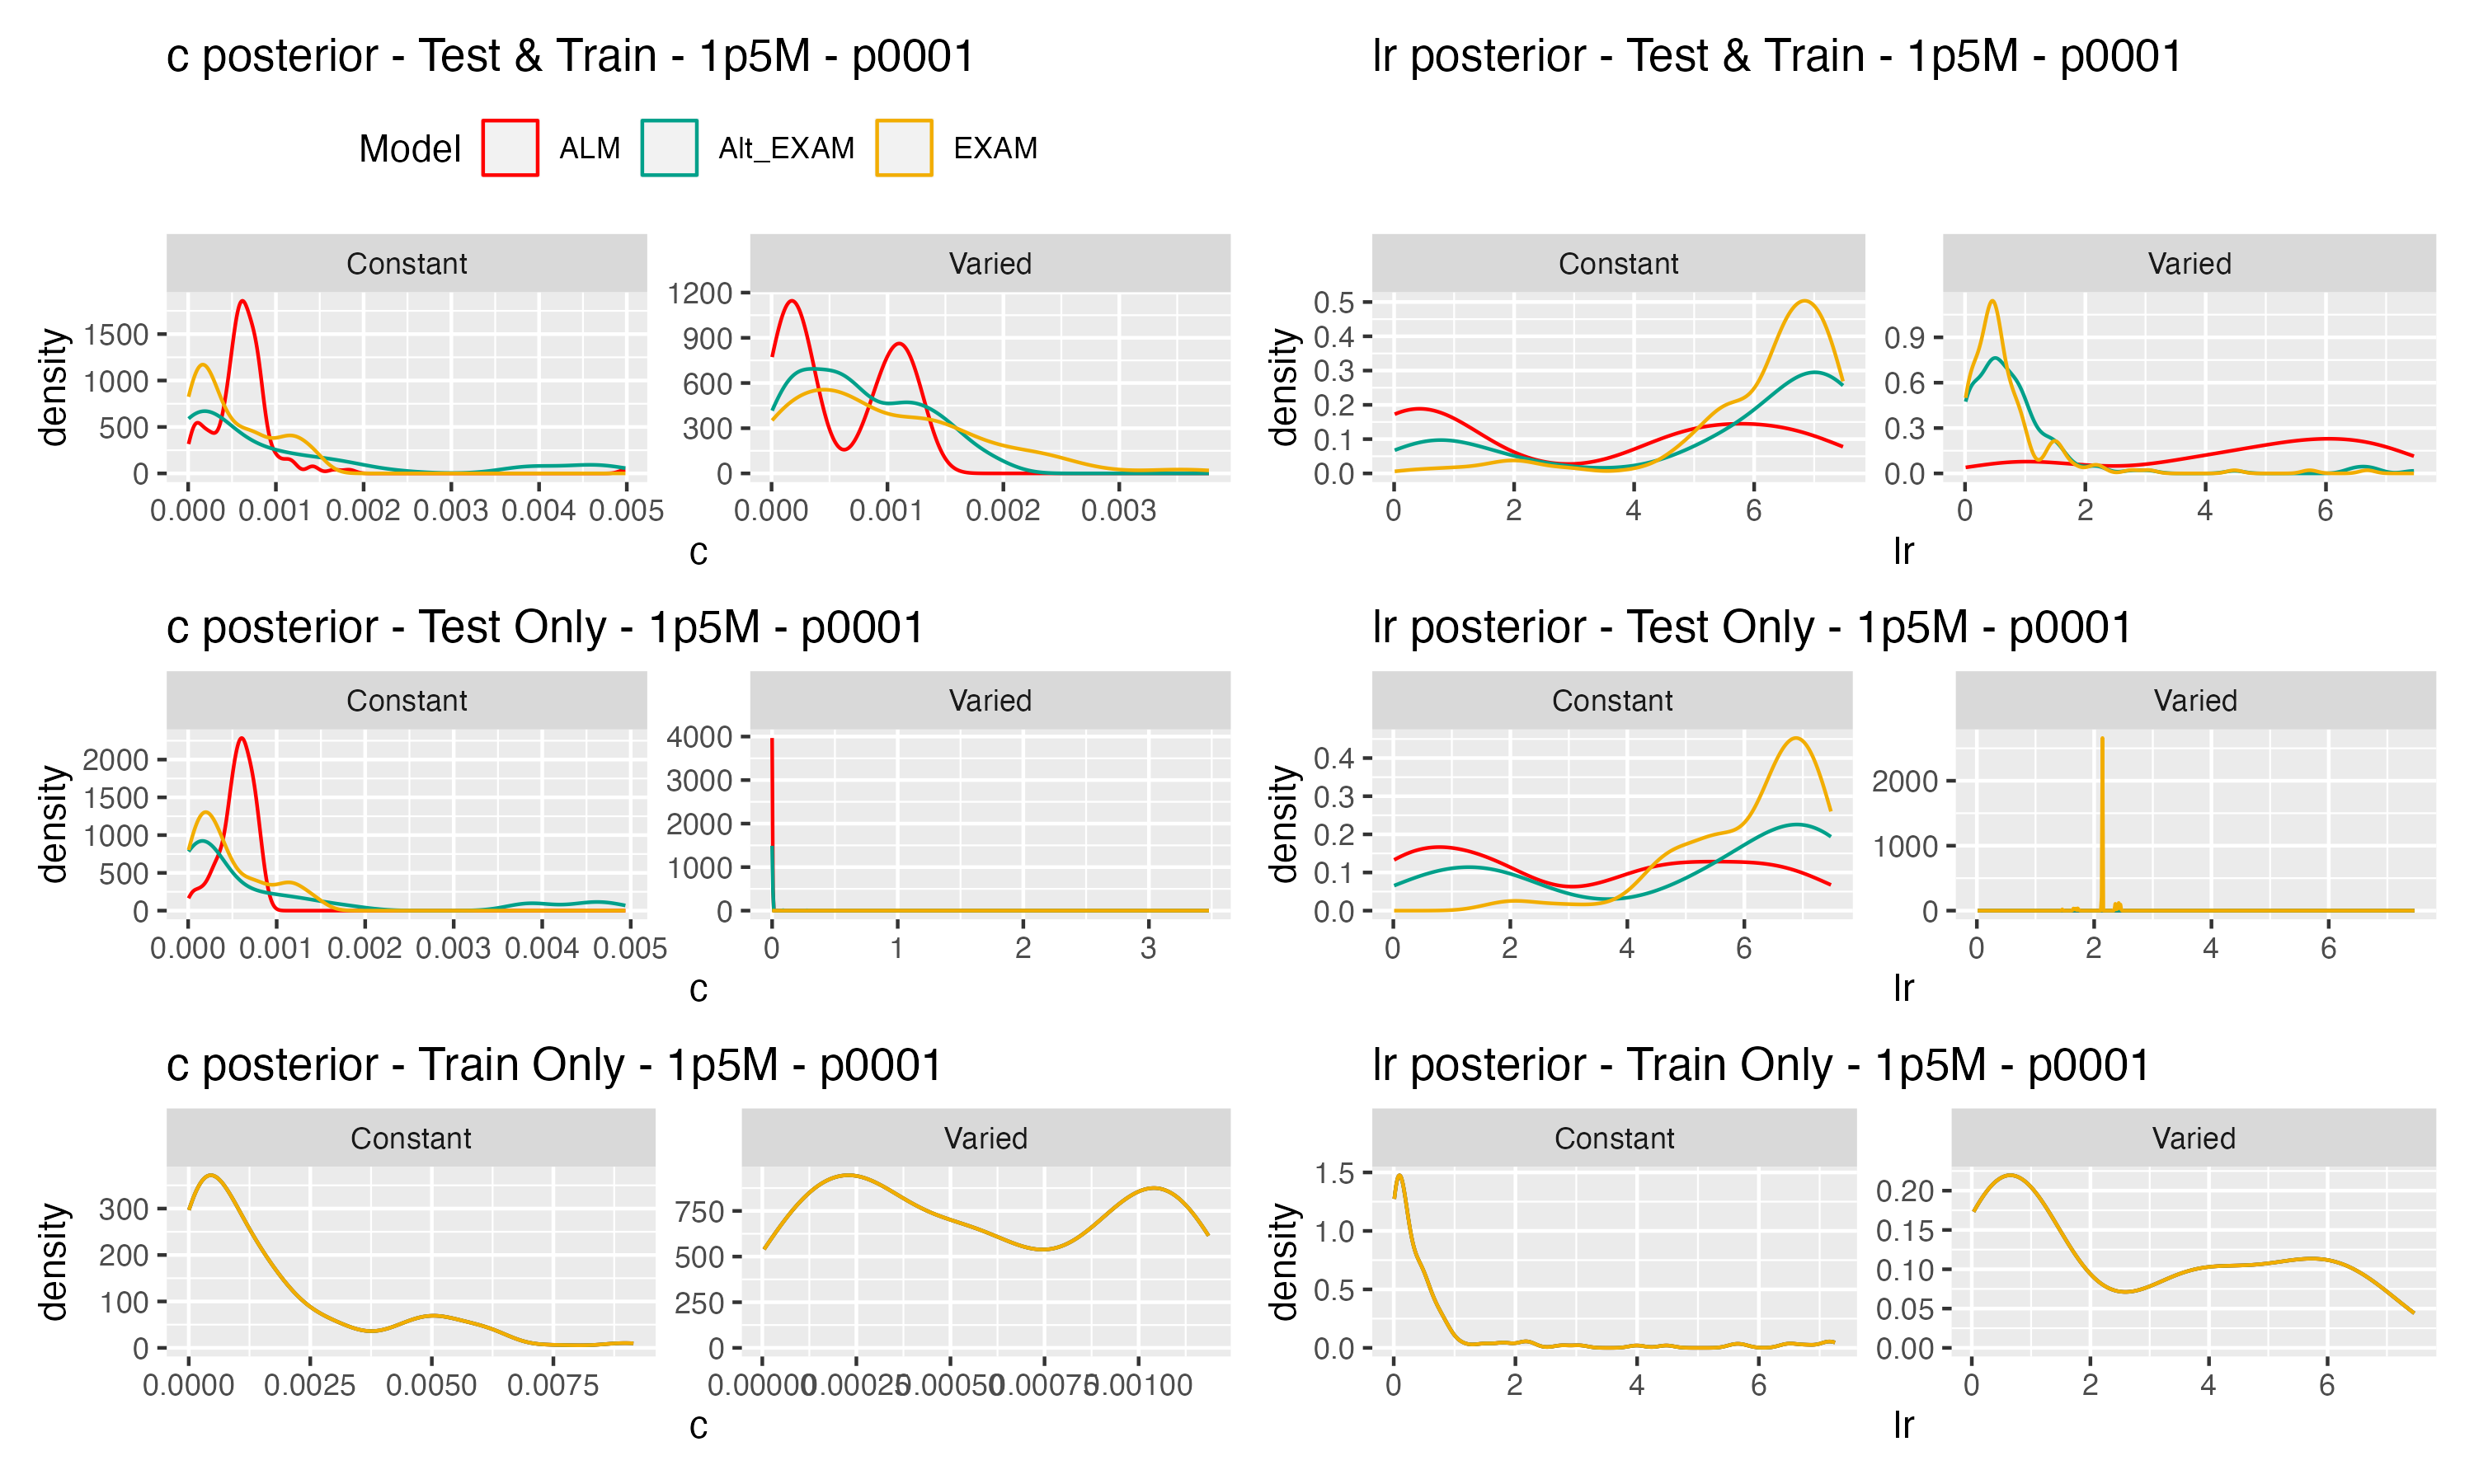 c posterior - Test & Train - 1p5M - p0001
lr posterior - Test & Train - 1p5M - p0001
Model ALM Alt_EXAM EXAM
Constant Varied
density
1500
1000
500
0
0.000 0.001 0.002 0.003 0.004 0.005
1200
900
600
300
0
0.000 0.001 0.002 0.003
c
Constant Varied
density
0.5
0.4
0.3
0.2
0.1
0.0
0 2 4 6
0.9
0.6
0.3
0.0
0 2 4 6
lr
c posterior - Test Only - 1p5M - p0001
lr posterior - Test Only - 1p5M - p0001
Constant Varied
density
2000
1500
1000
500
0
0.000 0.001 0.002 0.003 0.004 0.005
4000
3000
2000
1000
0
0 1 2 3
c
Constant Varied
density
0.4
0.3
0.2
0.1
0.0
0 2 4 6
2000
1000
0
0 2 4 6
lr
c posterior - Train Only - 1p5M - p0001
lr posterior - Train Only - 1p5M - p0001
Constant Varied
density
300
200
100
0
0.0000 0.0025 0.0050 0.0075
750
500
250
0
0.00000 0.00025 0.00050 0.00075 0.00100
c
Constant Varied
density
1.5
1.0
0.5
0.0
0 2 4 6
0.20
0.15
0.10
0.05
0.00
0 2 4 6
lr